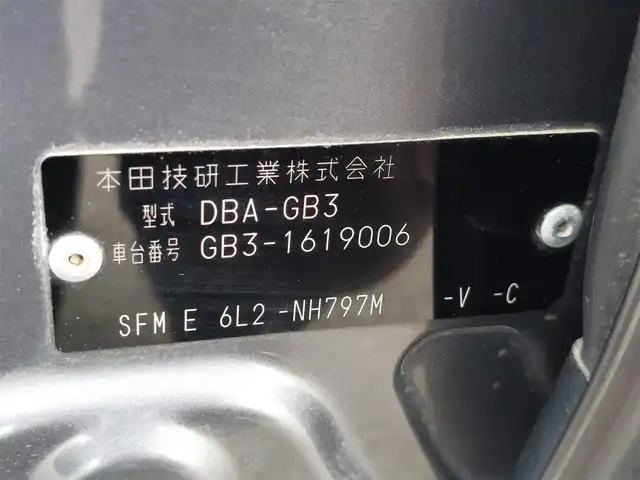 本田技研工業株式会社
型式 DBA-GB3
車台番号 GB3-1619006
SFM E 6L2 -NH797M -V -C